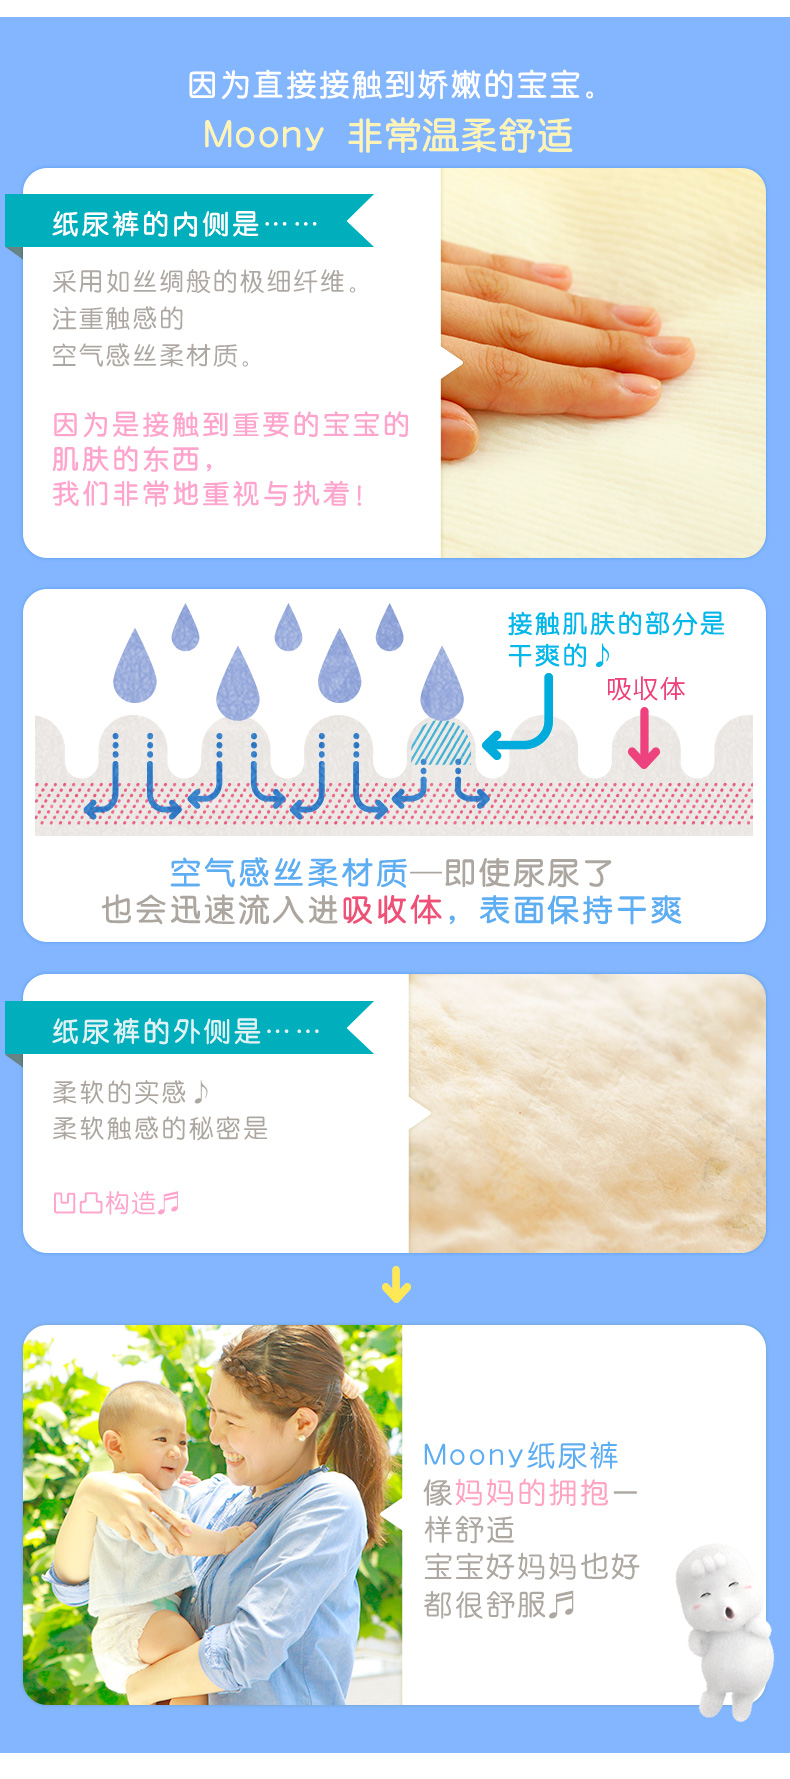 因为直接接触到娇嫩的宝宝。
Moony 非常温柔舒适
纸尿裤的内侧是……
采用如丝绸般的极细纤维。
注重触感的
空气感丝柔材质。
因为是接触到重要的宝宝的
肌肤的东西，
我们非常地重视与执着！
接触肌肤的部分是
干爽的♪
吸收体
空气感丝柔材质—即使尿尿了
也会迅速流入进吸收体，表面保持干爽
纸尿裤的外侧是……
柔软的实感♪
柔软触感的秘密是
凹凸构造♬
Moony纸尿裤
像妈妈的拥抱一
样舒适
宝宝好妈妈也好
都很舒服♬